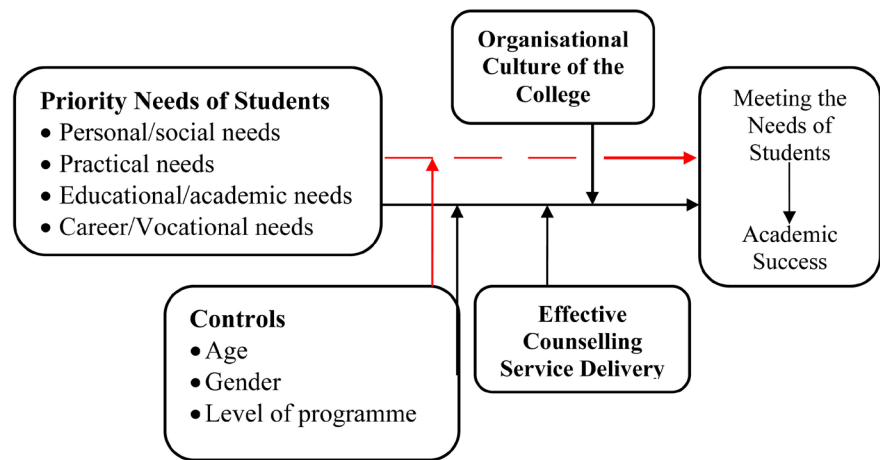 Organisational
Culture of the
College
Priority Needs of Students
• Personal/social needs
• Practical needs
• Educational/academic needs
• Career/Vocational needs
Meeting the
Needs of
Students
Academic
Success
Controls
• Age
• Gender
• Level of programme
Effective
Counselling
Service Delivery